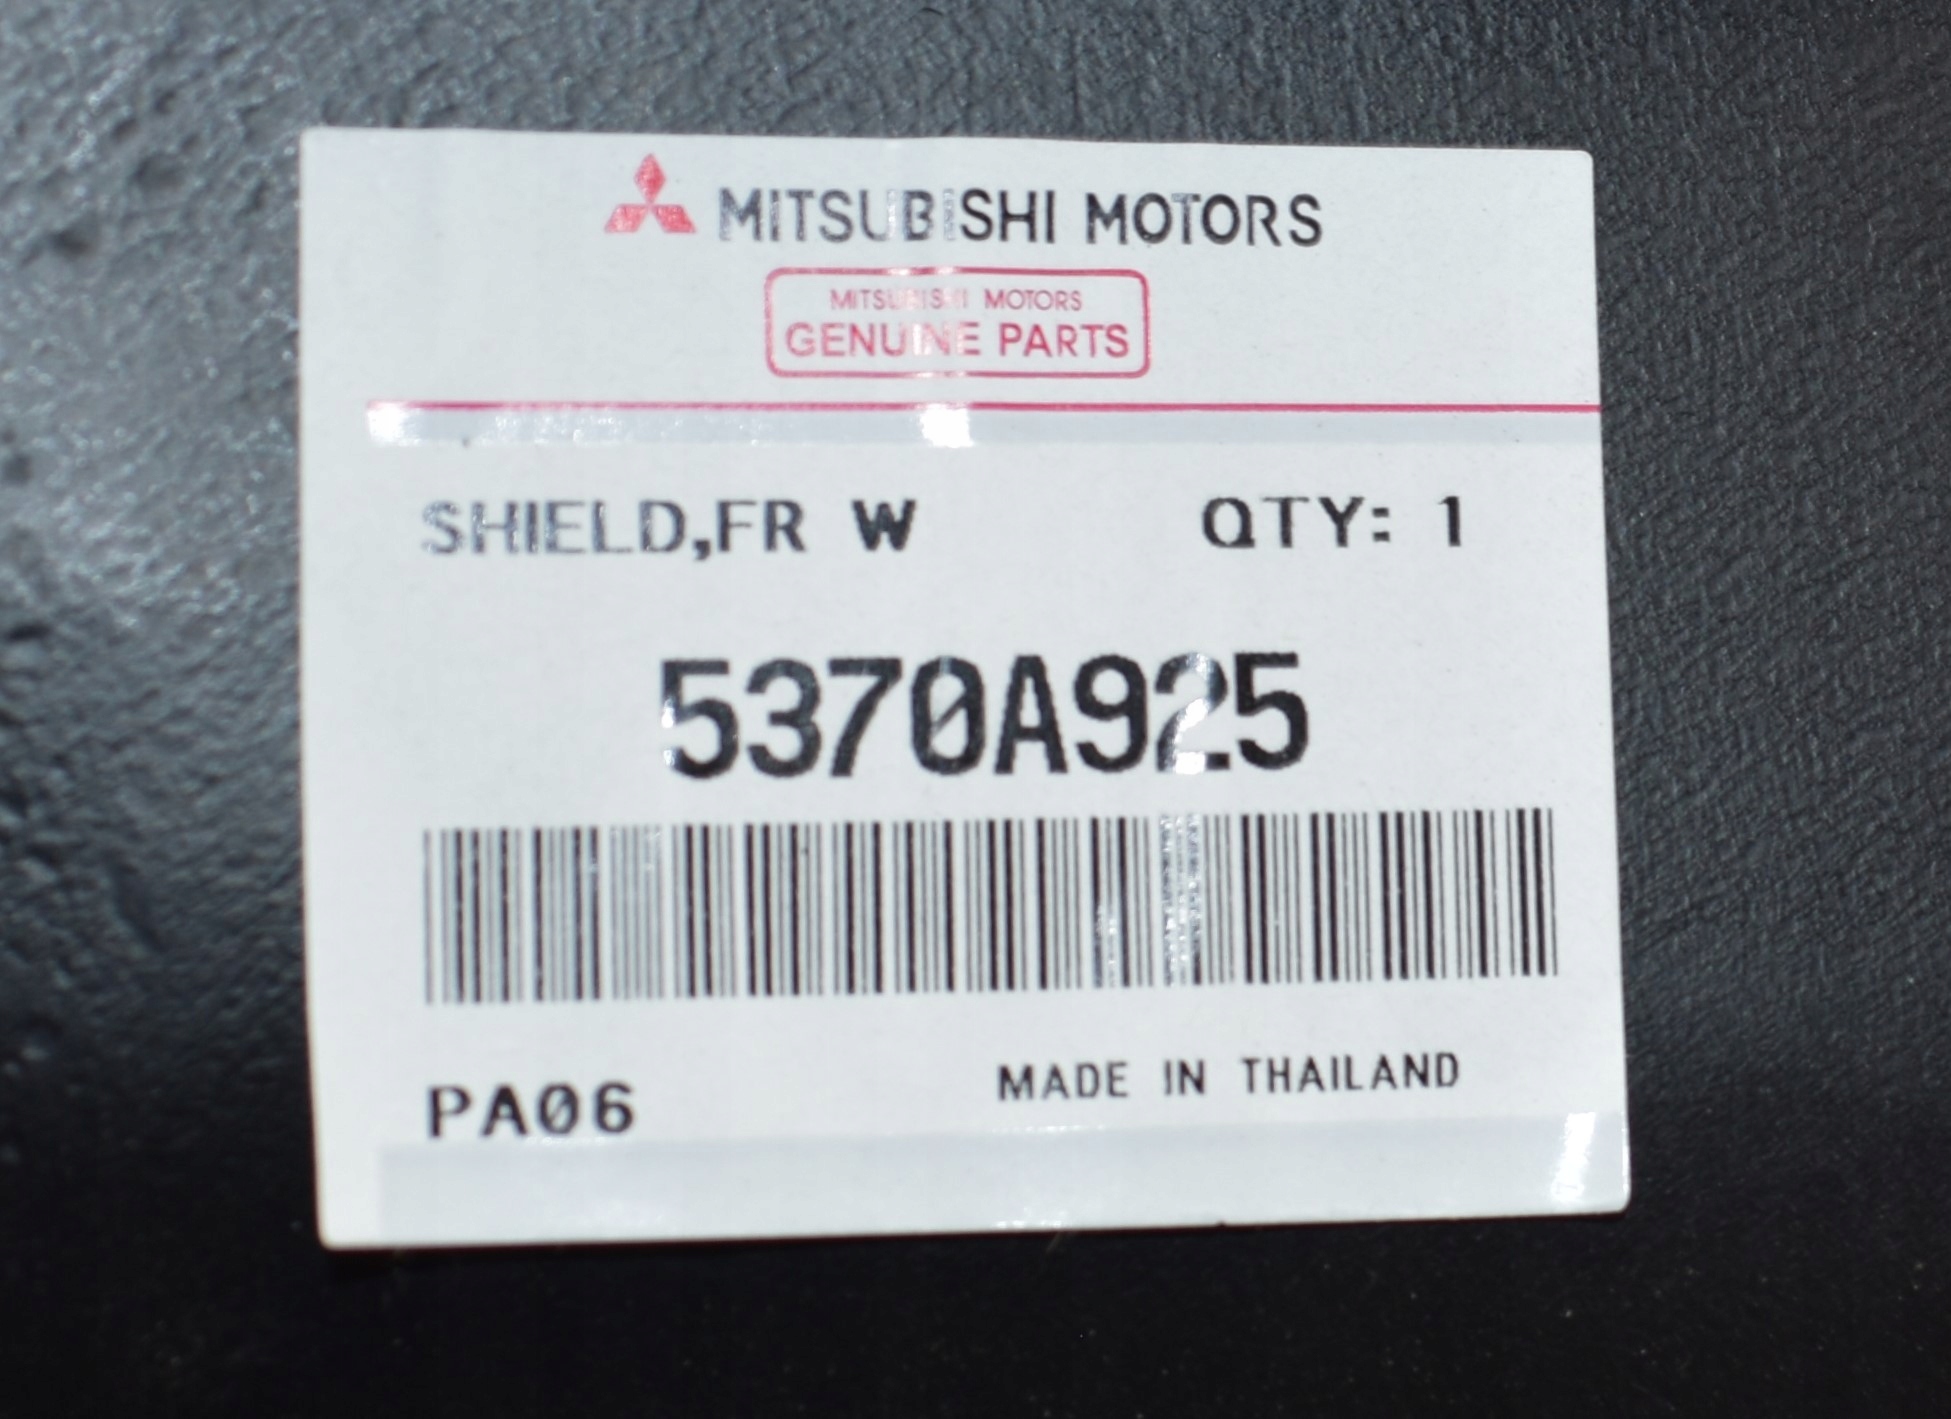 MITSUBISHI MOTORS
MITSUBISHI MOTORS
GENUINE PARTS
SHIELD,FR W QTY: 1
5370A925
PA06 MADE IN THAILAND